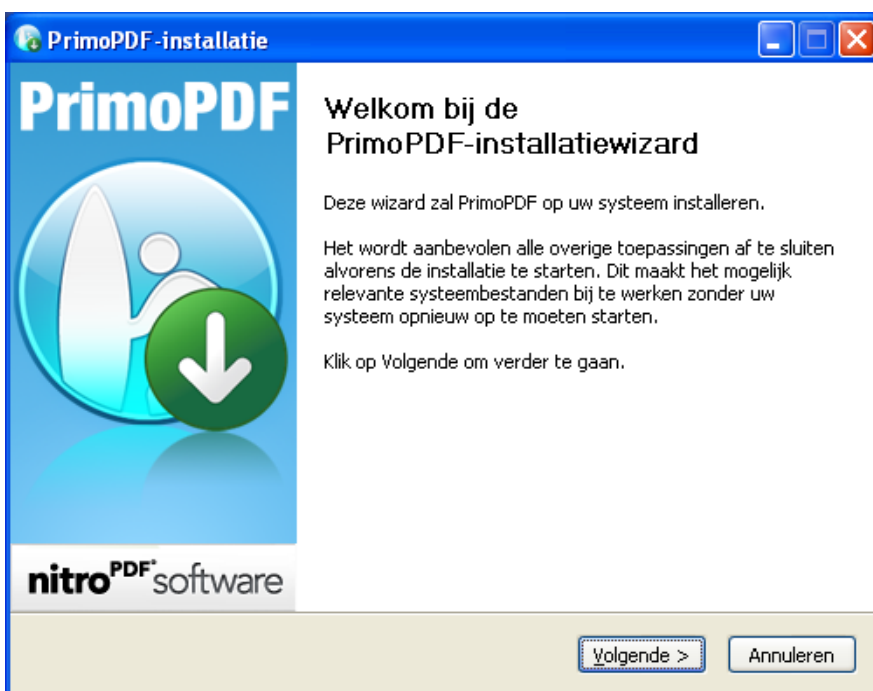 PrimoPDF-installatie
PrimoPDF
Welkom bij de
PrimoPDF-installatiewizard
Deze wizard zal PrimoPDF op uw systeem installeren.
Het wordt aanbevolen alle overige toepassingen af te sluiten
alvorens de installatie te starten. Dit maakt het mogelijk
relevante systeembestanden bij te werken zonder uw
systeem opnieuw op te moeten starten.
Klik op Volgende om verder te gaan.
nitroPDF®software
Volgende >
Annuleren